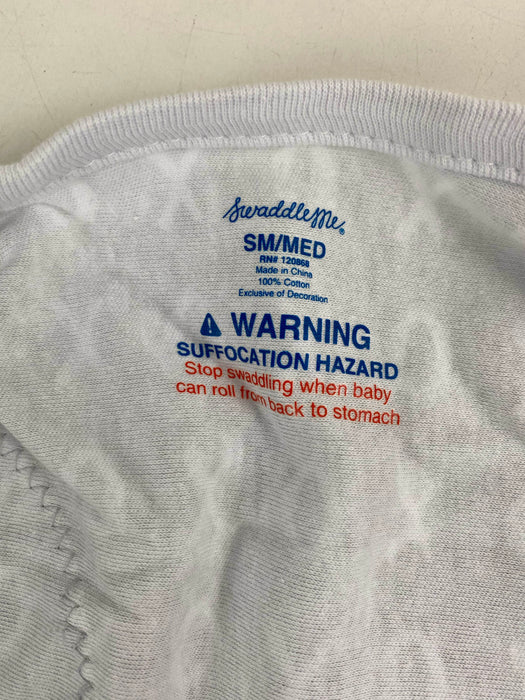 SwaddleMe®
SM/MED
RN# 120868
Made in China
100% Cotton
Exclusive of Decoration
⚠ WARNING
SUFFOCATION HAZARD
Stop swaddling when baby
can roll from back to stomach